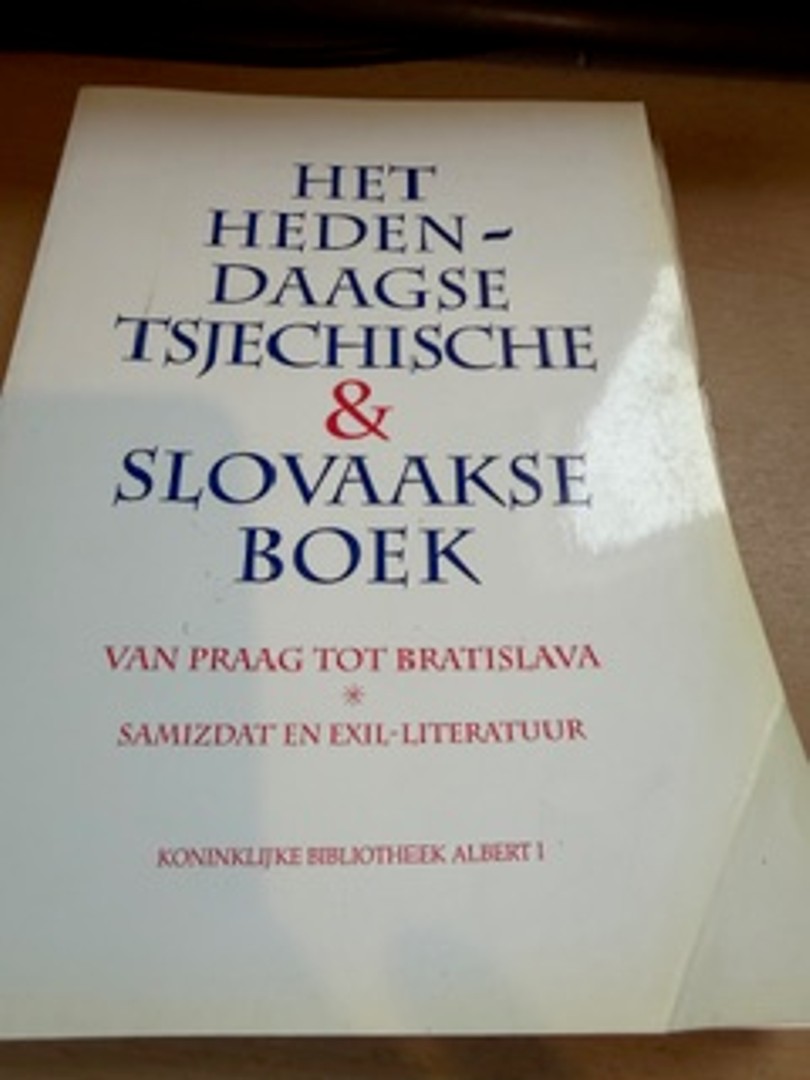 HET
HEDEN-
DAAGSE
TSJECHISCHE
&
SLOVAAKSE
BOEK
VAN PRAAG TOT BRATISLAVA
*
SAMIZDAT EN EXIL-LITERATUUR
KONINKLIJKE BIBLIOTHEEK ALBERT I